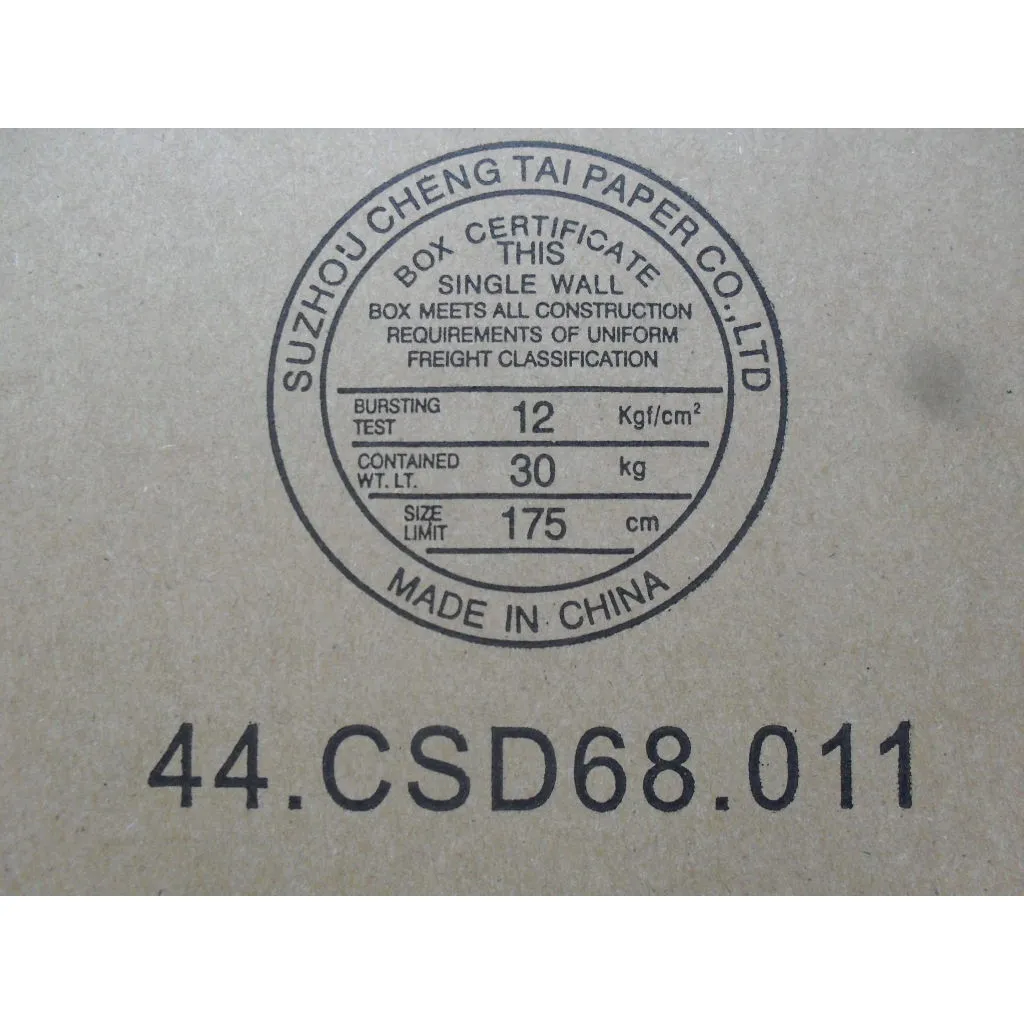 SUZHOU CHENG TAI PAPER CO.,LTD
BOX CERTIFICATE
THIS
SINGLE WALL
BOX MEETS ALL CONSTRUCTION
REQUIREMENTS OF UNIFORM
FREIGHT CLASSIFICATION
BURSTING TEST 12 Kgf/cm²
CONTAINED WT. LT. 30 kg
SIZE LIMIT 175 cm
MADE IN CHINA
44.CSD68.011